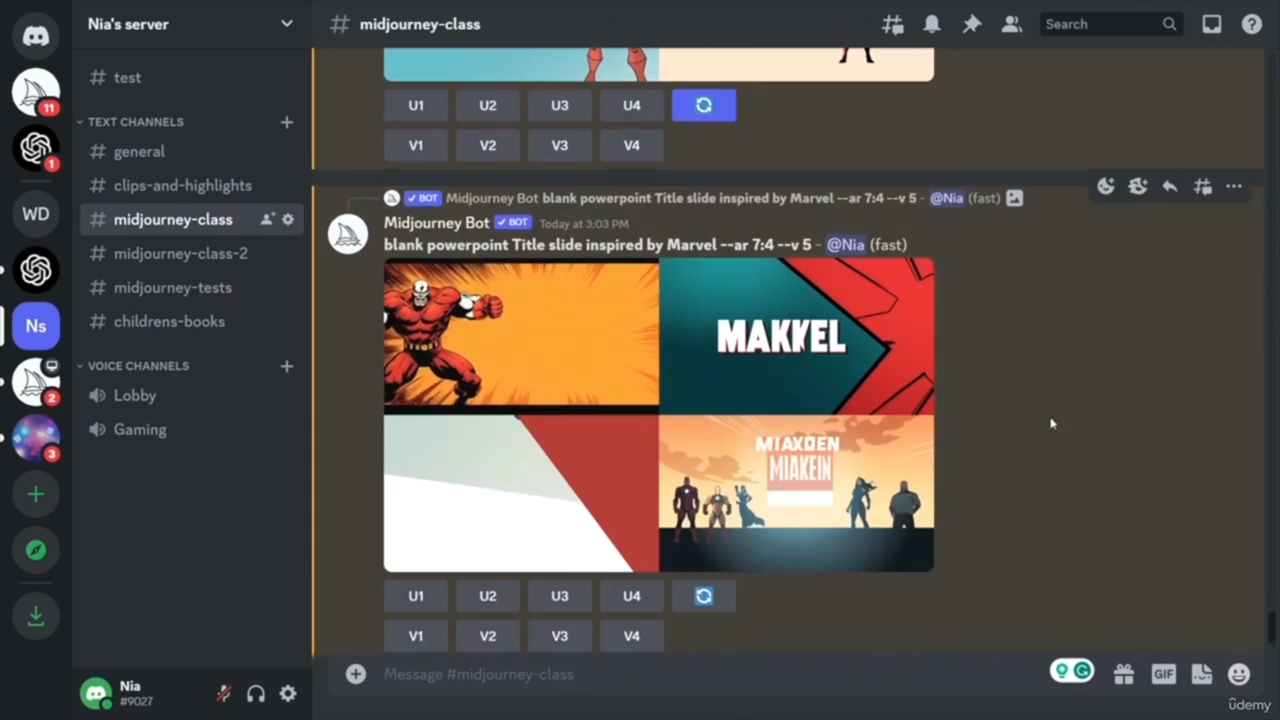 Nia's server
midjourney-class
Search
test
11
TEXT CHANNELS
general
1
clips-and-highlights
WD
midjourney-class
midjourney-class-2
midjourney-tests
Ns
childrens-books
VOICE CHANNELS
2
Lobby
3
Gaming
Nia
#9027
U1 U2 U3 U4
V1 V2 V3 V4
BOT Midjourney Bot blank powerpoint Title slide inspired by Marvel --ar 7:4 --v 5 - @Nia (fast)
Midjourney Bot BOT Today at 3:03 PM
blank powerpoint Title slide inspired by Marvel --ar 7:4 --v 5 - @Nia (fast)
MAKKEL
MIAXDEN
MIAKEIN
U1 U2 U3 U4
V1 V2 V3 V4
Message #midjourney-class
GIF
ûdemy